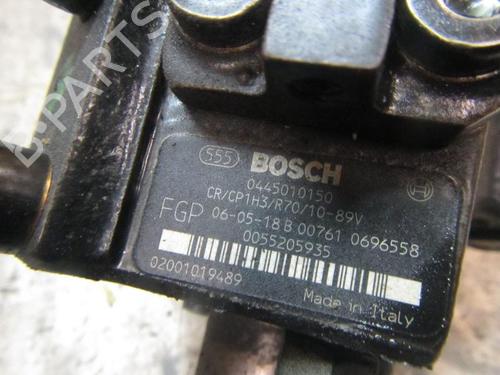 B-PARTS
555 BOSCH
0445010150
CR/CP1H3/R70/10-89V
FGP 06-05-18 B 00761 0696558
0055205935
02001019489
Made in Italy